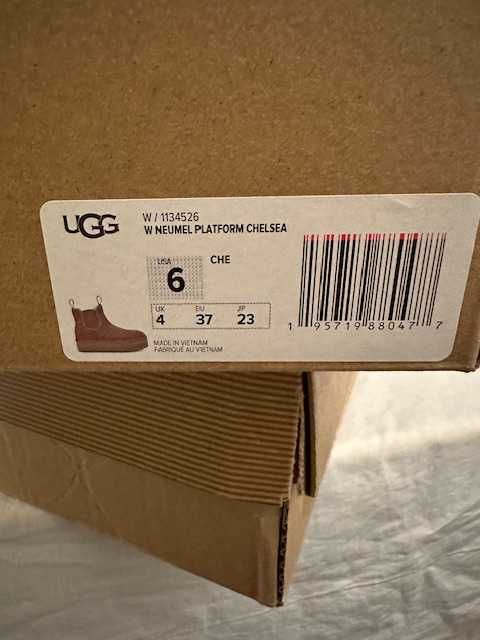 UGG
W / 1134526
W NEUMEL PLATFORM CHELSEA
USA
6
CHE
UK EU JP
4 37 23
MADE IN VIETNAM
FABRIQUÉ AU VIETNAM
1 95719 88047 7